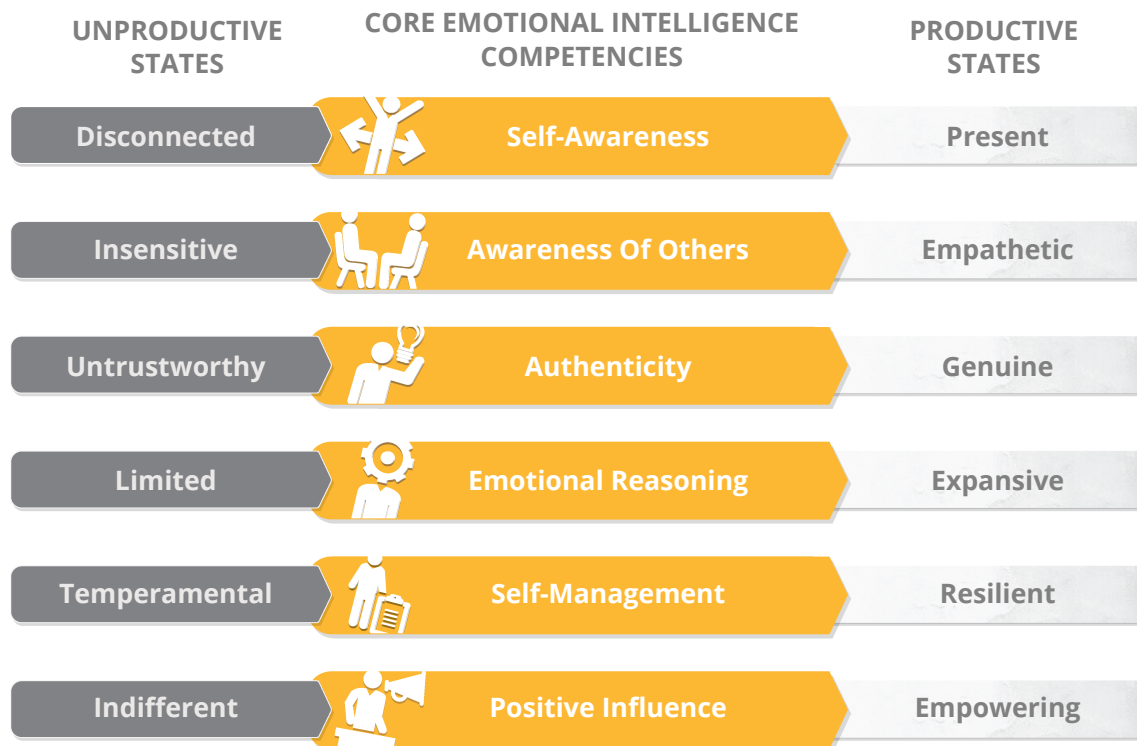 UNPRODUCTIVE
STATES
CORE EMOTIONAL INTELLIGENCE
COMPETENCIES
PRODUCTIVE
STATES
Disconnected
Self-Awareness
Present
Insensitive
Awareness Of Others
Empathetic
Untrustworthy
Authenticity
Genuine
Limited
Emotional Reasoning
Expansive
Temperamental
Self-Management
Resilient
Indifferent
Positive Influence
Empowering